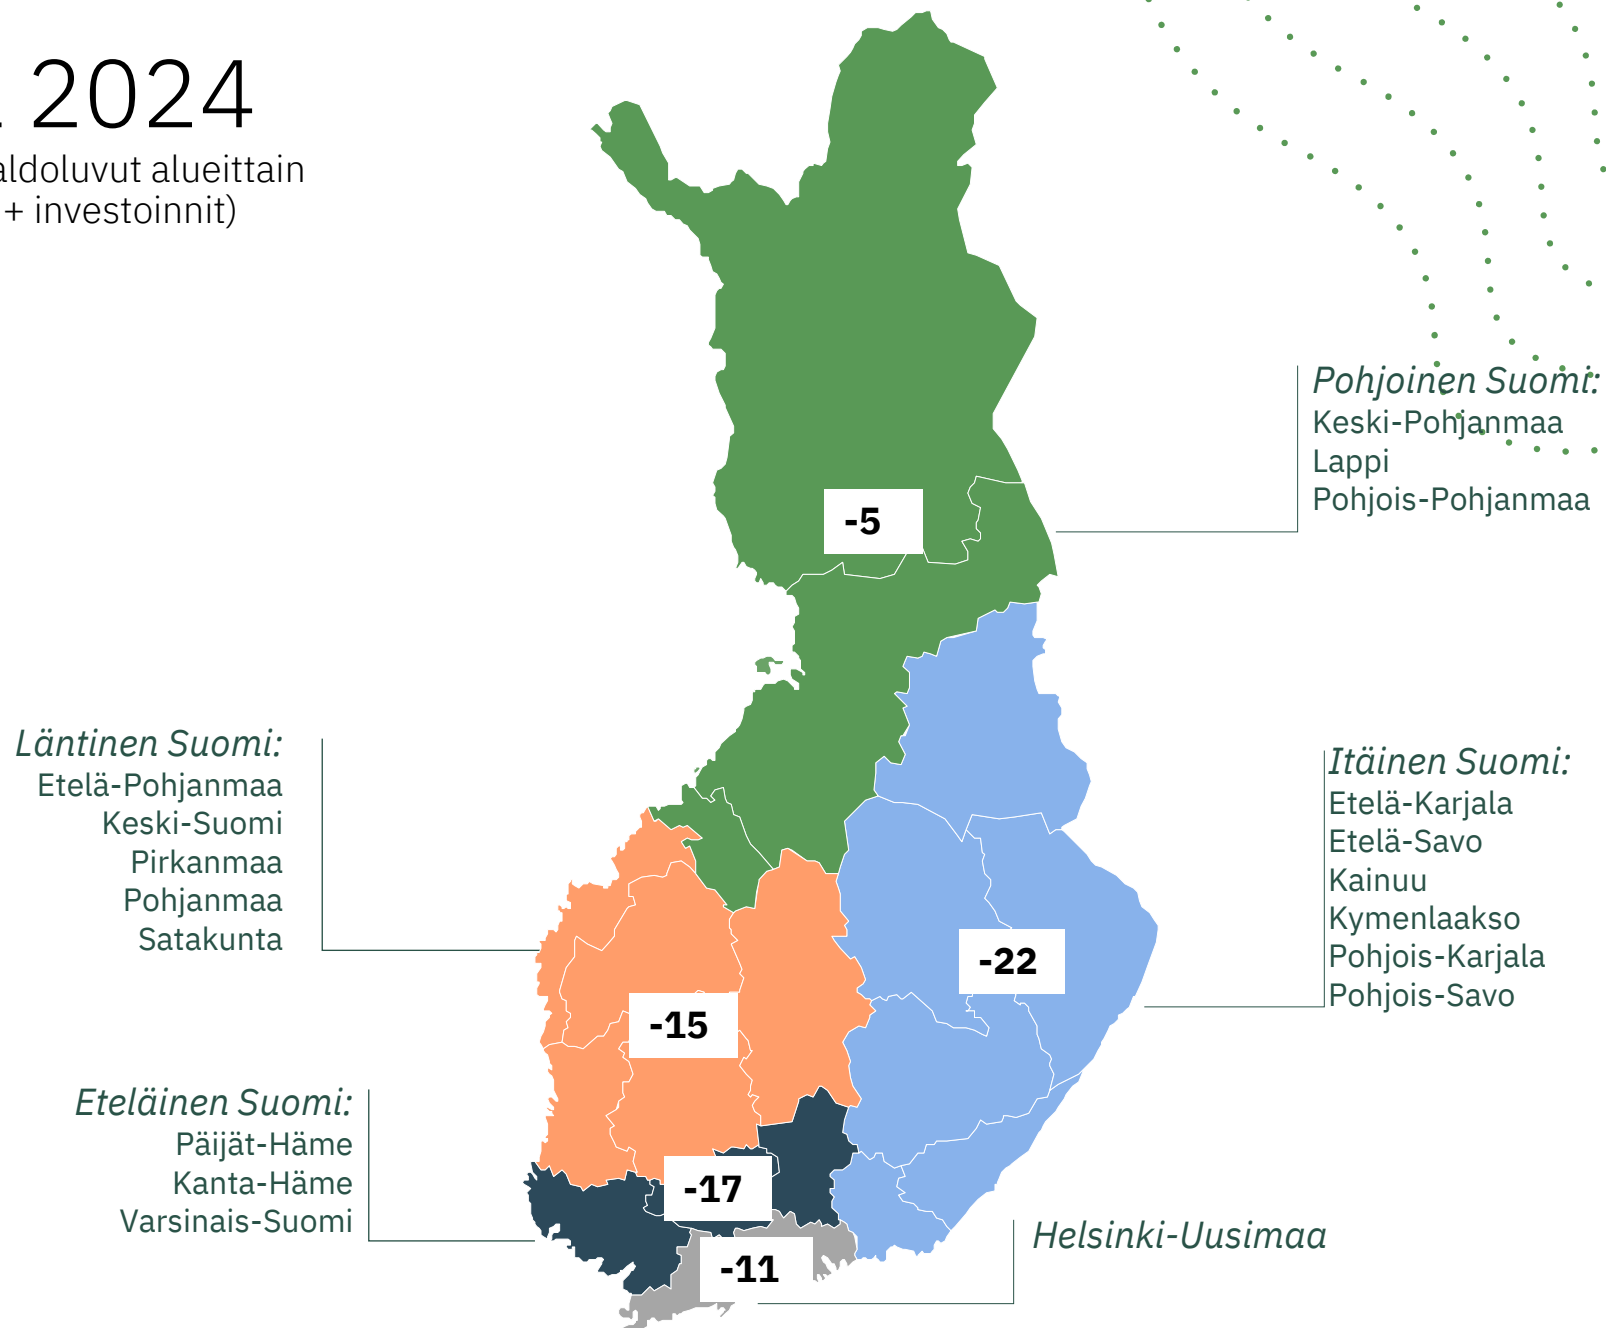 2024
alueittain
+ investoinnit)
Pohjoinen Suomi:
Keski-Pohjanmaa
Lappi
Pohjois-Pohjanmaa
-5
Läntinen Suomi:
Etelä-Pohjanmaa
Keski-Suomi
Pirkanmaa
Pohjanmaa
Satakunta
Itäinen Suomi:
Etelä-Karjala
Etelä-Savo
Kainuu
Kymenlaakso
Pohjois-Karjala
Pohjois-Savo
-22
-15
Eteläinen Suomi:
Päijät-Häme
Kanta-Häme
Varsinais-Suomi
-17
Helsinki-Uusimaa
-11